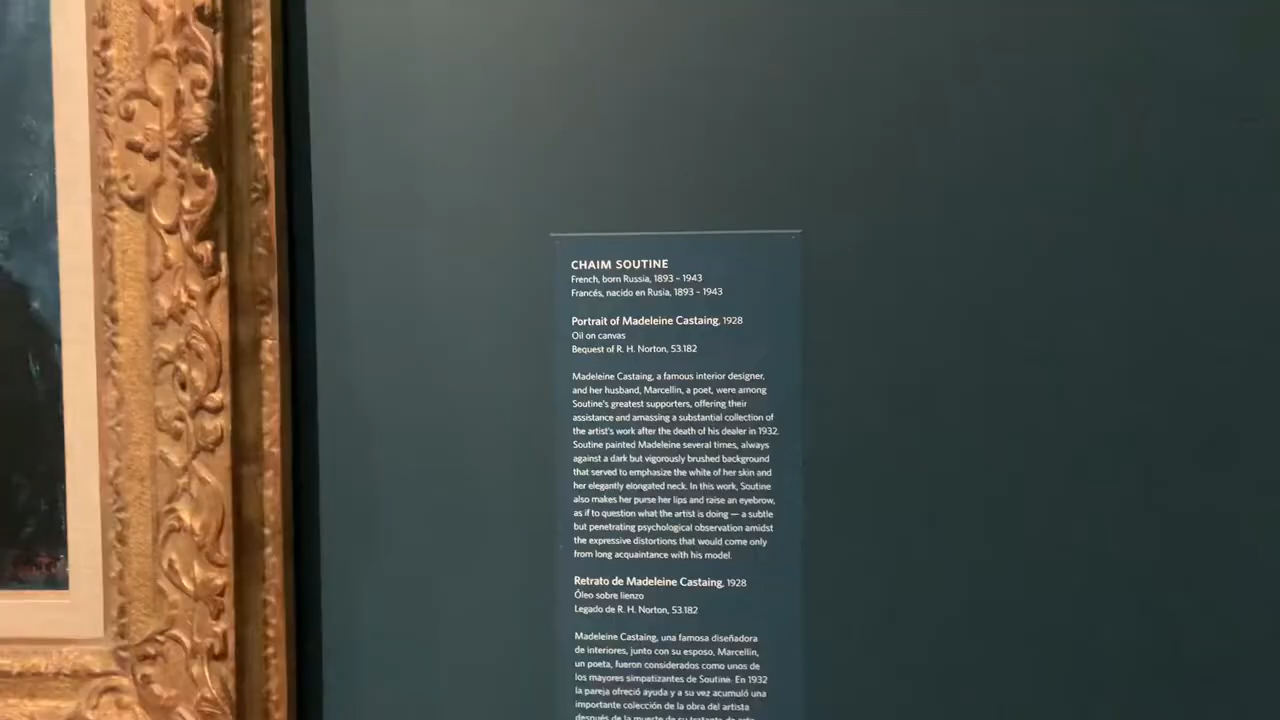 CHAIM SOUTINE
French, born Russia, 1893 – 1943
Francés, nacido en Rusia, 1893 – 1943
Portrait of Madeleine Castaing, 1928
Oil on canvas
Bequest of R. H. Norton, 53.182
Madeleine Castaing, a famous interior designer,
and her husband, Marcellin, a poet, were among
Soutine's greatest supporters, offering their
assistance and amassing a substantial collection of
the artist's work after the death of his dealer in 1932.
Soutine painted Madeleine several times, always
against a dark but vigorously brushed background
that served to emphasize the white of her skin and
her elegantly elongated neck. In this work, Soutine
also makes her purse her lips and raise an eyebrow,
as if to question what the artist is doing — a subtle
but penetrating psychological observation amidst
the expressive distortions that would come only
from long acquaintance with his model.
Retrato de Madeleine Castaing, 1928
Óleo sobre lienzo
Legado de R. H. Norton, 53.182
Madeleine Castaing, una famosa diseñadora
de interiores, junto con su esposo, Marcellin,
un poeta, fueron considerados como unos de
los mayores simpatizantes de Soutine. En 1932
la pareja ofreció ayuda y a su vez acumuló una
importante colección de la obra del artista
después de la muerte de su tratante de arte